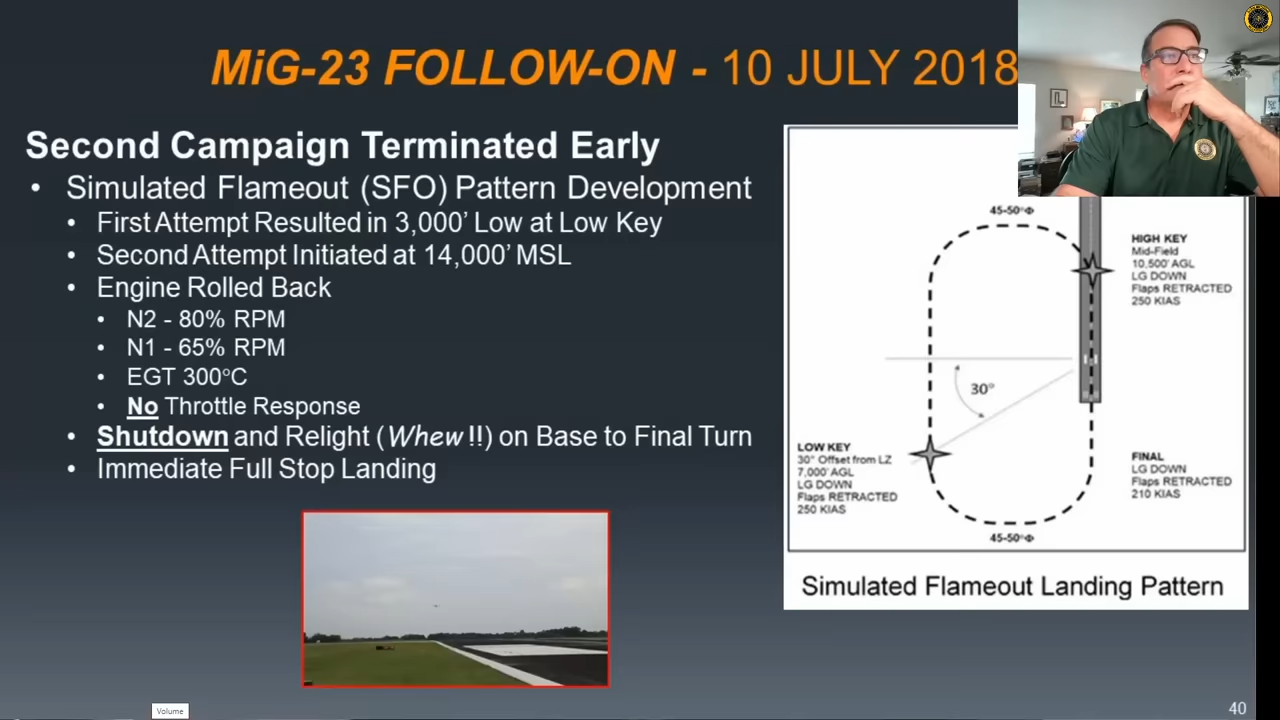 MiG-23 FOLLOW-ON - 10 JULY 2018
Second Campaign Terminated Early
• Simulated Flameout (SFO) Pattern Development
• First Attempt Resulted in 3,000' Low at Low Key
• Second Attempt Initiated at 14,000' MSL
• Engine Rolled Back
• N2 - 80% RPM
• N1 - 65% RPM
• EGT 300°C
• No Throttle Response
• Shutdown and Relight (Whew !!) on Base to Final Turn
• Immediate Full Stop Landing
45-50°Φ
HIGH KEY
Mid-Field
10,500' AGL
LG DOWN
Flaps RETRACTED
250 KIAS
30°
LOW KEY
30° Offset from LZ
7,000' AGL
LG DOWN
Flaps RETRACTED
250 KIAS
FINAL
LG DOWN
Flaps RETRACTED
210 KIAS
45-50°Φ
Simulated Flameout Landing Pattern
Volume
40